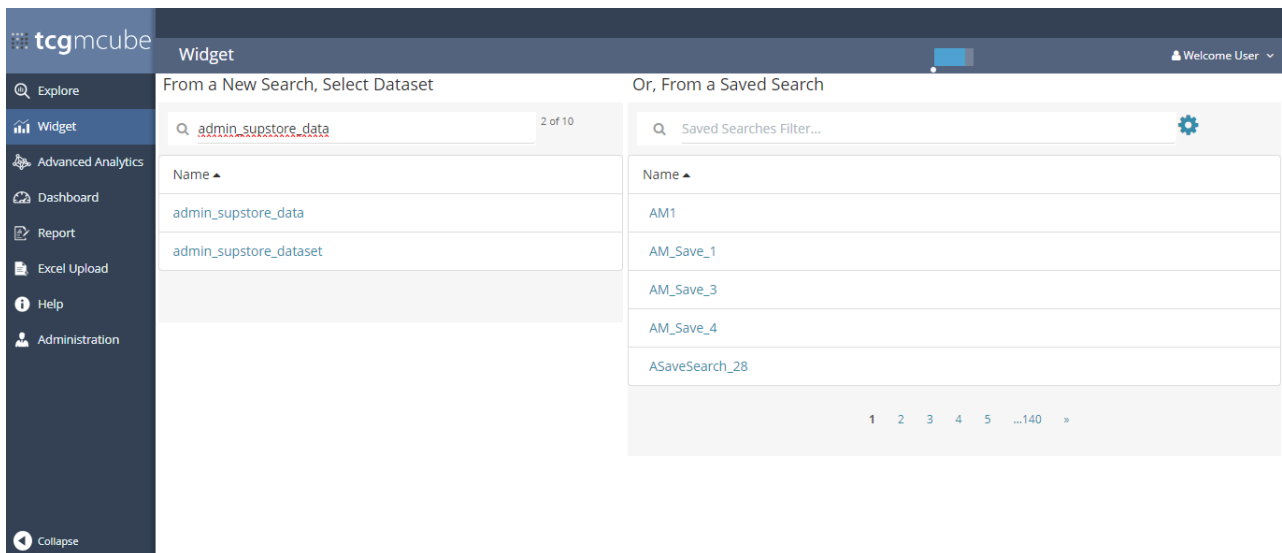 tcgmcube
Widget
Welcome User
Explore
Widget
Advanced Analytics
Dashboard
Report
Excel Upload
Help
Administration
Collapse
From a New Search, Select Dataset
admin_supstore_data
2 of 10
Name
admin_supstore_data
admin_supstore_dataset
Or, From a Saved Search
Saved Searches Filter...
Name
AM1
AM_Save_1
AM_Save_3
AM_Save_4
ASaveSearch_28
1 2 3 4 5 ...140 »